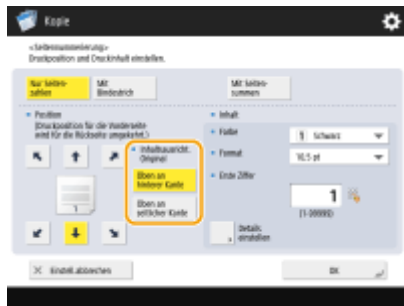 Kopie
<Seitennummerierung>
Druckposition und Druckinhalt einstellen.
Nur Seiten-
zahlen
Mit
Bindestrich
Mit Seiten-
summen
Position
(Druckposition für die Vorderseite
wird für die Rückseite umgekehrt.)
Inhaltsausricht.
Original
Oben an
hinterer Kante
Oben an
seitlicher Kante
Inhalt
Farbe
Schwarz
Format
10,5 pt
Erste Ziffer
1
(1-99999)
Details
einstellen
Einstell. abbrechen
OK